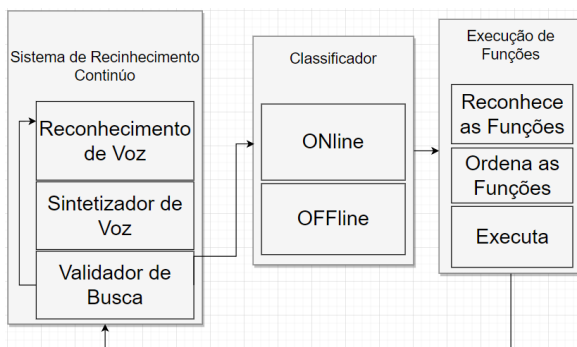 Sistema de Recinhecimento
Continúo
Reconhecimento
de Voz
Sintetizador de
Voz
Validador de
Busca
Classificador
ONline
OFFline
Execução de
Funções
Reconhece
as Funções
Ordena as
Funções
Executa